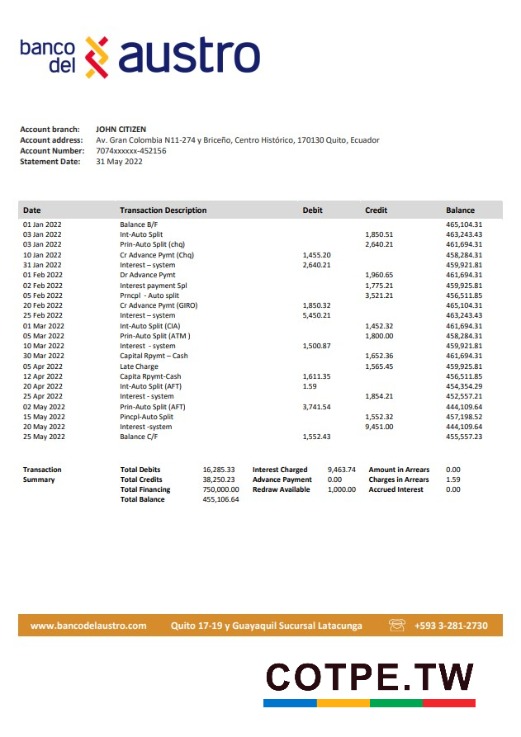 banco del austro
Account branch: JOHN CITIZEN
Account address: Av. Gran Colombia N11-274 y Briceño, Centro Histórico, 170130 Quito, Ecuador
Account Number: 7074xxxxxx-452156
Statement Date: 31 May 2022
Date Transaction Description Debit Credit Balance
01 Jan 2022 Balance B/F 465,104.31
03 Jan 2022 Int-Auto Split 1,850.51 463,243.43
03 Jan 2022 Prin-Auto Split (chq) 2,640.21 461,694.31
10 Jan 2022 Cr Advance Pymt (Chq) 1,455.20 458,284.31
31 Jan 2022 Interest – system 2,640.21 459,921.81
01 Feb 2022 Dr Advance Pymt 1,960.65 461,694.31
02 Feb 2022 Interest payment Spl 1,775.21 459,925.81
05 Feb 2022 Prncpl - Auto split 3,521.21 456,511.85
20 Feb 2022 Cr Advance Pymt (GIRO) 1,850.32 465,104.31
25 Feb 2022 Interest – system 5,450.21 463,243.43
01 Mar 2022 Int-Auto Split (CIA) 1,452.32 461,694.31
05 Mar 2022 Prin-Auto Split (ATM ) 1,800.00 458,284.31
10 Mar 2022 Interest - system 1,500.87 459,921.81
30 Mar 2022 Capital Rpymt – Cash 1,652.36 461,694.31
05 Apr 2022 Late Charge 1,565.45 459,925.81
12 Apr 2022 Capita Rpymt-Cash 1,611.35 456,511.85
20 Apr 2022 Int-Auto Split (AFT) 1.59 454,354.29
25 Apr 2022 Interest - system 1,854.21 452,557.21
02 May 2022 Prin-Auto Split (AFT) 3,741.54 444,109.64
15 May 2022 Pincpl-Auto Split 1,552.32 457,198.52
20 May 2022 Interest -system 9,451.00 444,109.64
25 May 2022 Balance C/F 1,552.43 455,557.23
Transaction Total Debits 16,285.33 Interest Charged 9,463.74 Amount in Arrears 0.00
Summary Total Credits 38,250.23 Advance Payment 0.00 Charges in Arrears 1.59
Total Financing 750,000.00 Redraw Available 1,000.00 Accrued Interest 0.00
Total Balance 455,106.64
www.bancodelaustro.com Quito 17-19 y Guayaquil Sucursal Latacunga +593 3-281-2730
COTPE.TW